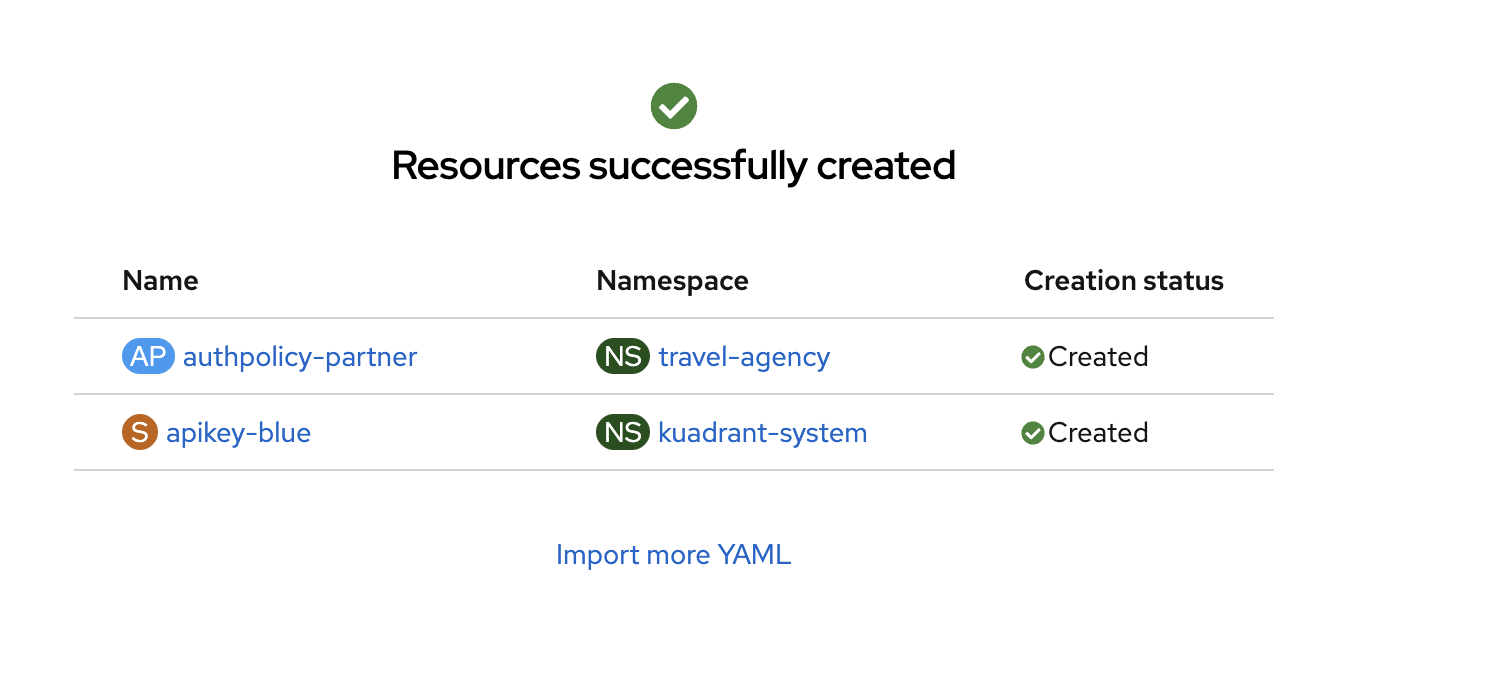 Resources successfully created
Name Namespace Creation status
AP authpolicy-partner NS travel-agency Created
S apikey-blue NS kuadrant-system Created
Import more YAML